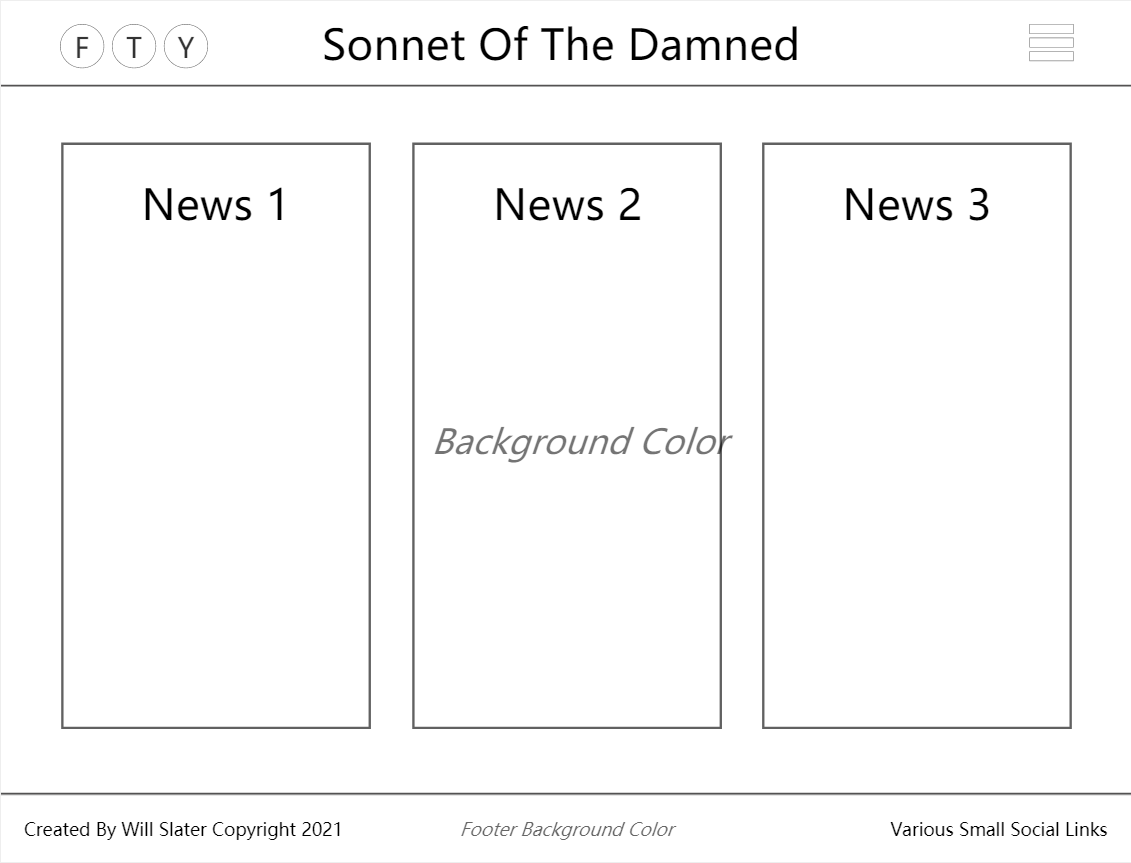 F T Y
Sonnet Of The Damned
News 1
News 2
News 3
Background Color
Created By Will Slater Copyright 2021
Footer Background Color
Various Small Social Links